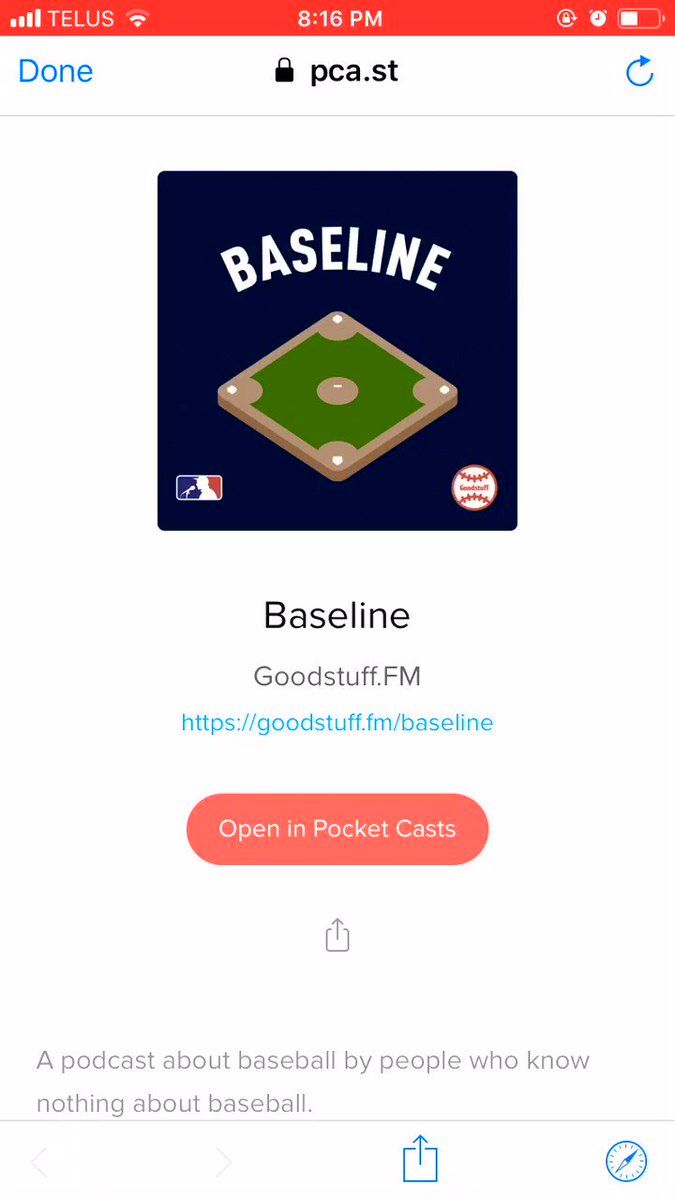 TELUS 8:16 PM
Done pca.st
BASELINE
Goodstuff
Baseline
Goodstuff.FM
https://goodstuff.fm/baseline
Open in Pocket Casts
A podcast about baseball by people who know
nothing about baseball.